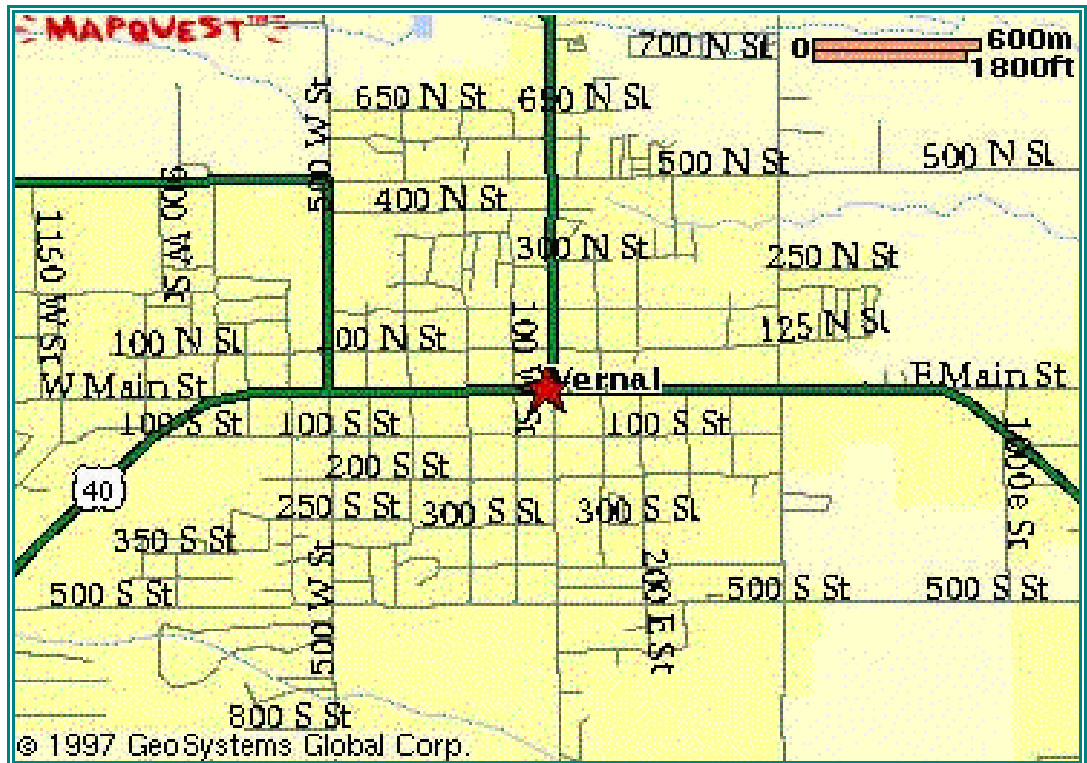 MAPQUEST™
0 600m
1800ft
700 N St
650 N St 650 N St
500 W St
500 N St 500 N St
900 W St
400 N St
1150 W St
300 N St 250 N St
100 W St
125 N St
100 N St 00 N St
W Main St Vernal E Main St
100 S St 100 S St 100 S St
200 S St
40
250 S St 300 S St 300 S St
350 S St
500 W St
200 E St
500 S St 500 S St 500 S St
800 S St
© 1997 GeoSystems Global Corp.